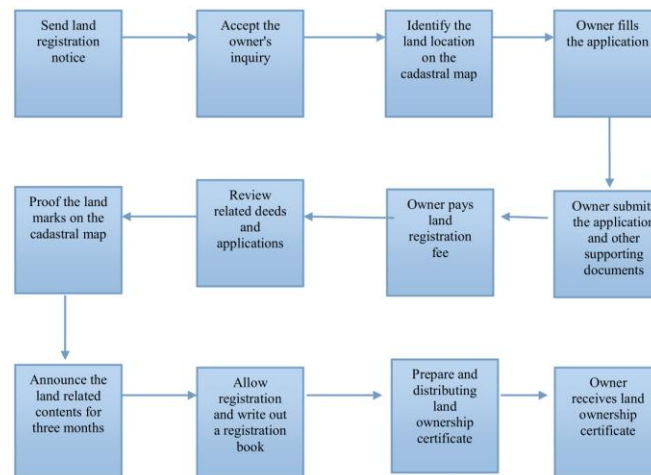 Send land
registration
notice
Accept the
owner's
inquiry
Identify the
land location
on the
cadastral map
Owner fills
the application
Owner submit
the application
and other
supporting
documents
Owner pays
land
registration
fee
Review
related deeds
and
applications
Proof the land
marks on the
cadastral map
Announce the
land related
contents for
three months
Allow
registration
and write out
a registration
book
Prepare and
distributing
land
ownership
certificate
Owner
receives land
ownership
certificate